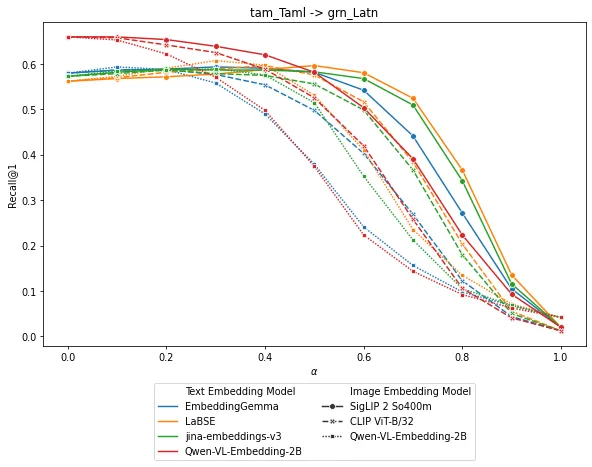 tam_Taml -> grn_Latn
Recall@1
0.6
0.5
0.4
0.3
0.2
0.1
0.0
0.0
0.2
0.4
0.6
0.8
1.0
α
Text Embedding Model
EmbeddingGemma
LaBSE
jina-embeddings-v3
Qwen-VL-Embedding-2B
Image Embedding Model
SigLIP 2 So400m
CLIP ViT-B/32
Qwen-VL-Embedding-2B